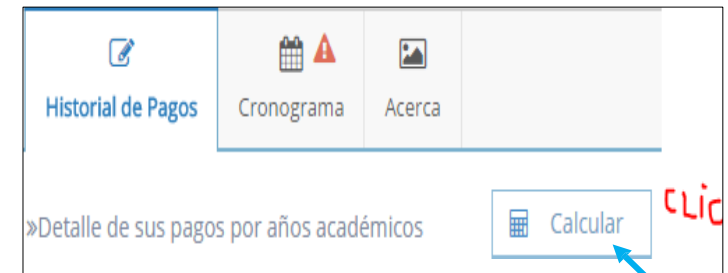 Historial de Pagos Cronograma Acerca
»Detalle de sus pagos por años académicos Calcular CLIC